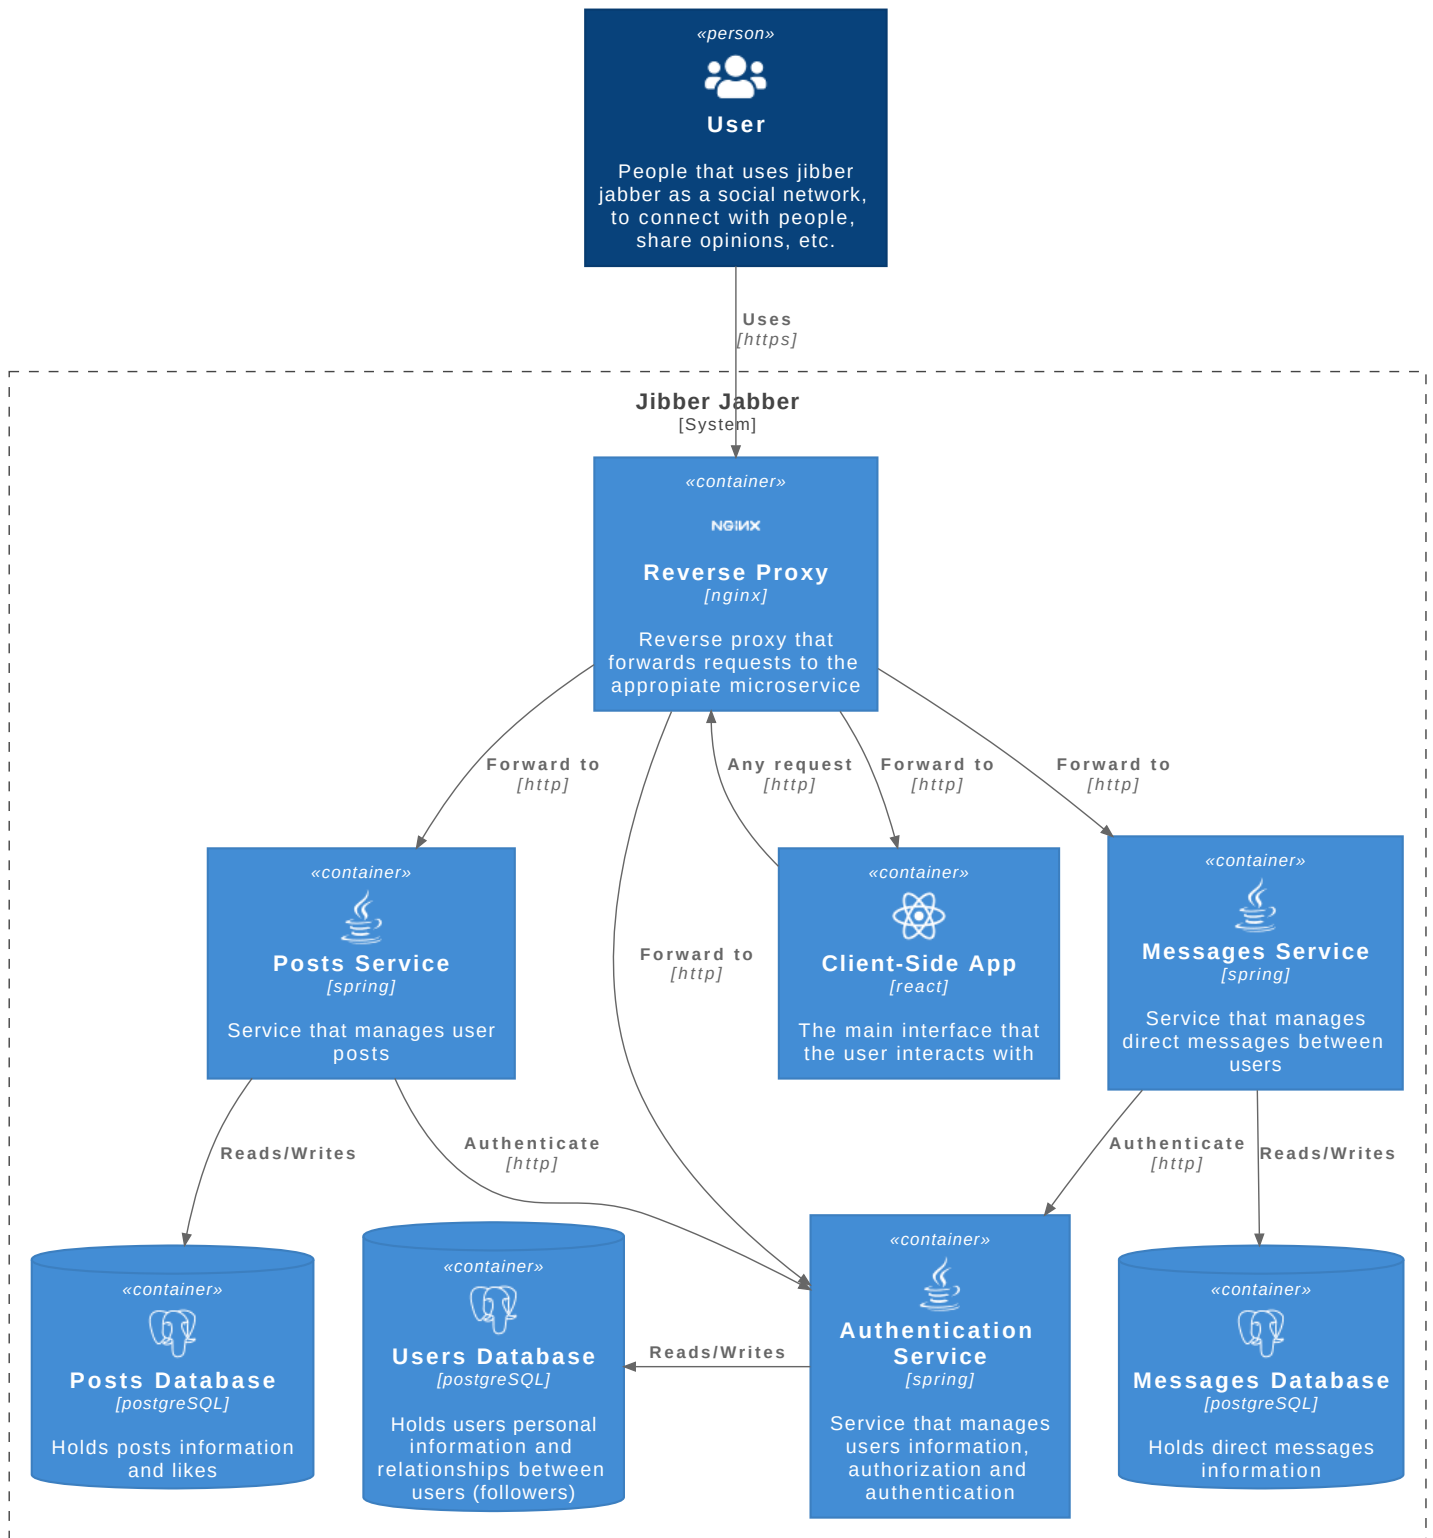 «person»
User
People that uses jibber
jabber as a social network,
to connect with people,
share opinions, etc.
Uses
[https]
Jibber Jabber
[System]
«container»
NGINX
Reverse Proxy
[nginx]
Reverse proxy that
forwards requests to the
appropiate microservice
Forward to
[http]
Any request
[http]
Forward to
[http]
Forward to
[http]
«container»
Posts Service
[spring]
Service that manages user
posts
Forward to
[http]
«container»
Client-Side App
[react]
The main interface that
the user interacts with
«container»
Messages Service
[spring]
Service that manages
direct messages between
users
Reads/Writes
Authenticate
[http]
Authenticate
[http]
Reads/Writes
«container»
Posts Database
[postgreSQL]
Holds posts information
and likes
«container»
Users Database
[postgreSQL]
Holds users personal
information and
relationships between
users (followers)
Reads/Writes
«container»
Authentication
Service
[spring]
Service that manages
users information,
authorization and
authentication
«container»
Messages Database
[postgreSQL]
Holds direct messages
information